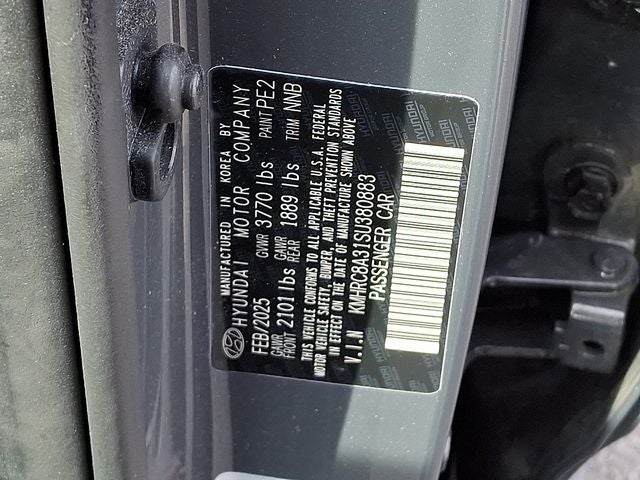 MANUFACTURED IN KOREA BY
HYUNDAI MOTOR COMPANY
FEB/2025 GVWR 3770 lbs PAINT PE2
GAWR FRONT 2101 lbs GAWR REAR 1889 lbs TRIM NNB
THIS VEHICLE CONFORMS TO ALL APPLICABLE U.S.A. FEDERAL
MOTOR VEHICLE SAFETY, BUMPER, AND THEFT PREVENTION STANDARDS
IN EFFECT ON THE DATE OF MANUFACTURE SHOWN ABOVE
V.I.N KMHRC8A31SU380883
PASSENGER CAR